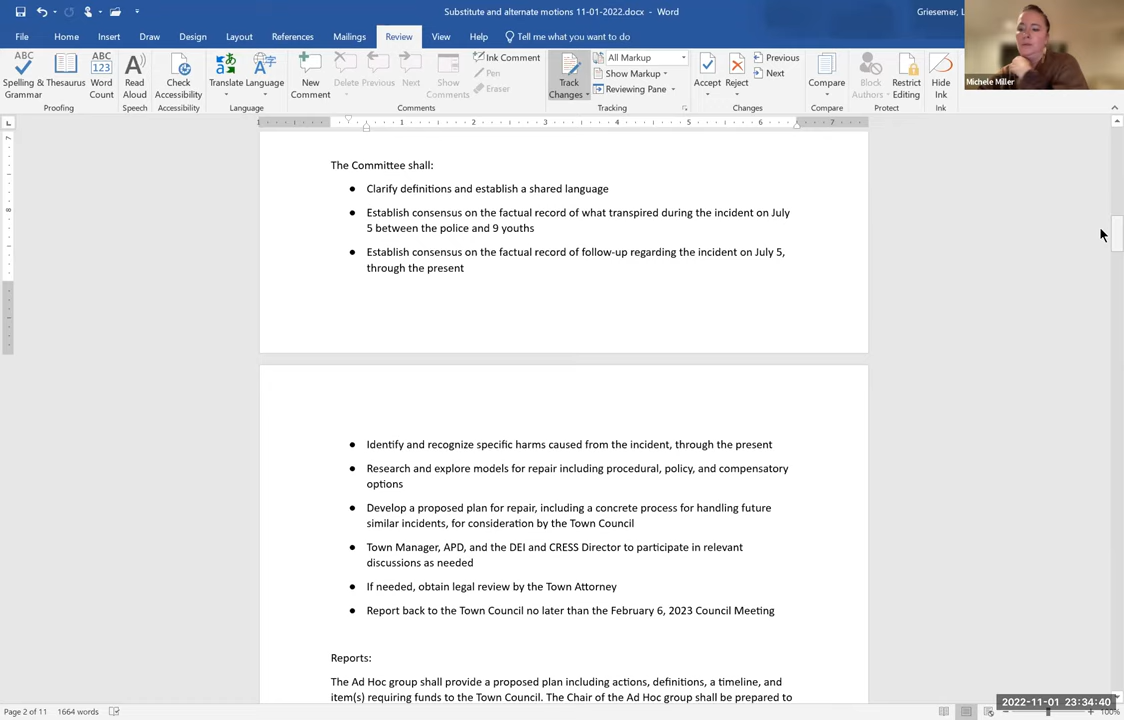 Substitute and alternate motions 11-01-2022.docx - Word
Griesemer, L
File Home Insert Draw Design Layout References Mailings Review View Help Tell me what you want to do
Spelling & Grammar
Thesaurus
Word Count
Proofing
Read Aloud
Speech
Check Accessibility
Accessibility
Translate
Language
Language
New Comment
Delete
Previous
Next
Show Comments
Comments
Ink Comment
Pen
Eraser
Track Changes
All Markup
Show Markup
Reviewing Pane
Tracking
Accept
Reject
Previous
Next
Changes
Compare
Compare
Block Authors
Restrict Editing
Protect
Hide Ink
Ink
Michele Miller
1 2 3 4 5 6 7
The Committee shall:
● Clarify definitions and establish a shared language
● Establish consensus on the factual record of what transpired during the incident on July
5 between the police and 9 youths
● Establish consensus on the factual record of follow-up regarding the incident on July 5,
through the present
● Identify and recognize specific harms caused from the incident, through the present
● Research and explore models for repair including procedural, policy, and compensatory
options
● Develop a proposed plan for repair, including a concrete process for handling future
similar incidents, for consideration by the Town Council
● Town Manager, APD, and the DEI and CRESS Director to participate in relevant
discussions as needed
● If needed, obtain legal review by the Town Attorney
● Report back to the Town Council no later than the February 6, 2023 Council Meeting
Reports:
The Ad Hoc group shall provide a proposed plan including actions, definitions, a timeline, and
item(s) requiring funds to the Town Council. The Chair of the Ad Hoc group shall be prepared to
Page 2 of 11 1664 words
2022-11-01 23:34:40
100%